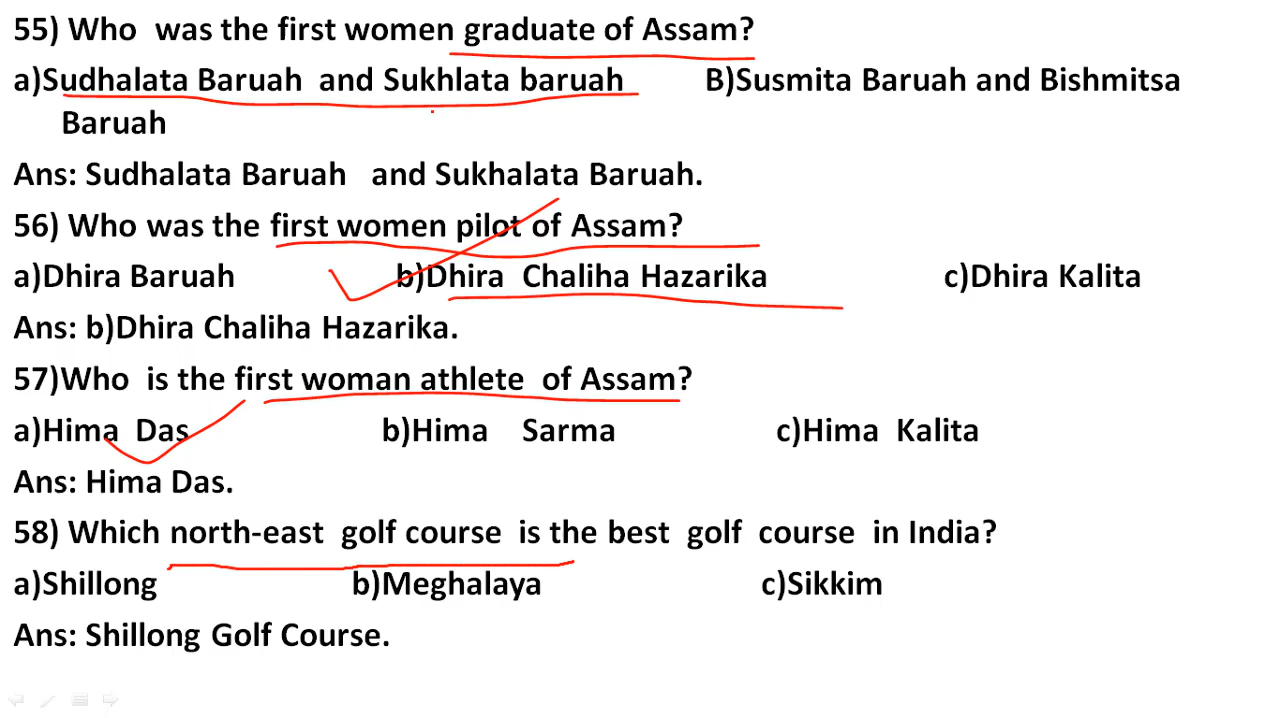 55) Who was the first women graduate of Assam?
a)Sudhalata Baruah and Sukhlata baruah B)Susmita Baruah and Bishmitsa
Baruah
Ans: Sudhalata Baruah and Sukhalata Baruah.
56) Who was the first women pilot of Assam?
a)Dhira Baruah b)Dhira Chaliha Hazarika c)Dhira Kalita
Ans: b)Dhira Chaliha Hazarika.
57)Who is the first woman athlete of Assam?
a)Hima Das b)Hima Sarma c)Hima Kalita
Ans: Hima Das.
58) Which north-east golf course is the best golf course in India?
a)Shillong b)Meghalaya c)Sikkim
Ans: Shillong Golf Course.